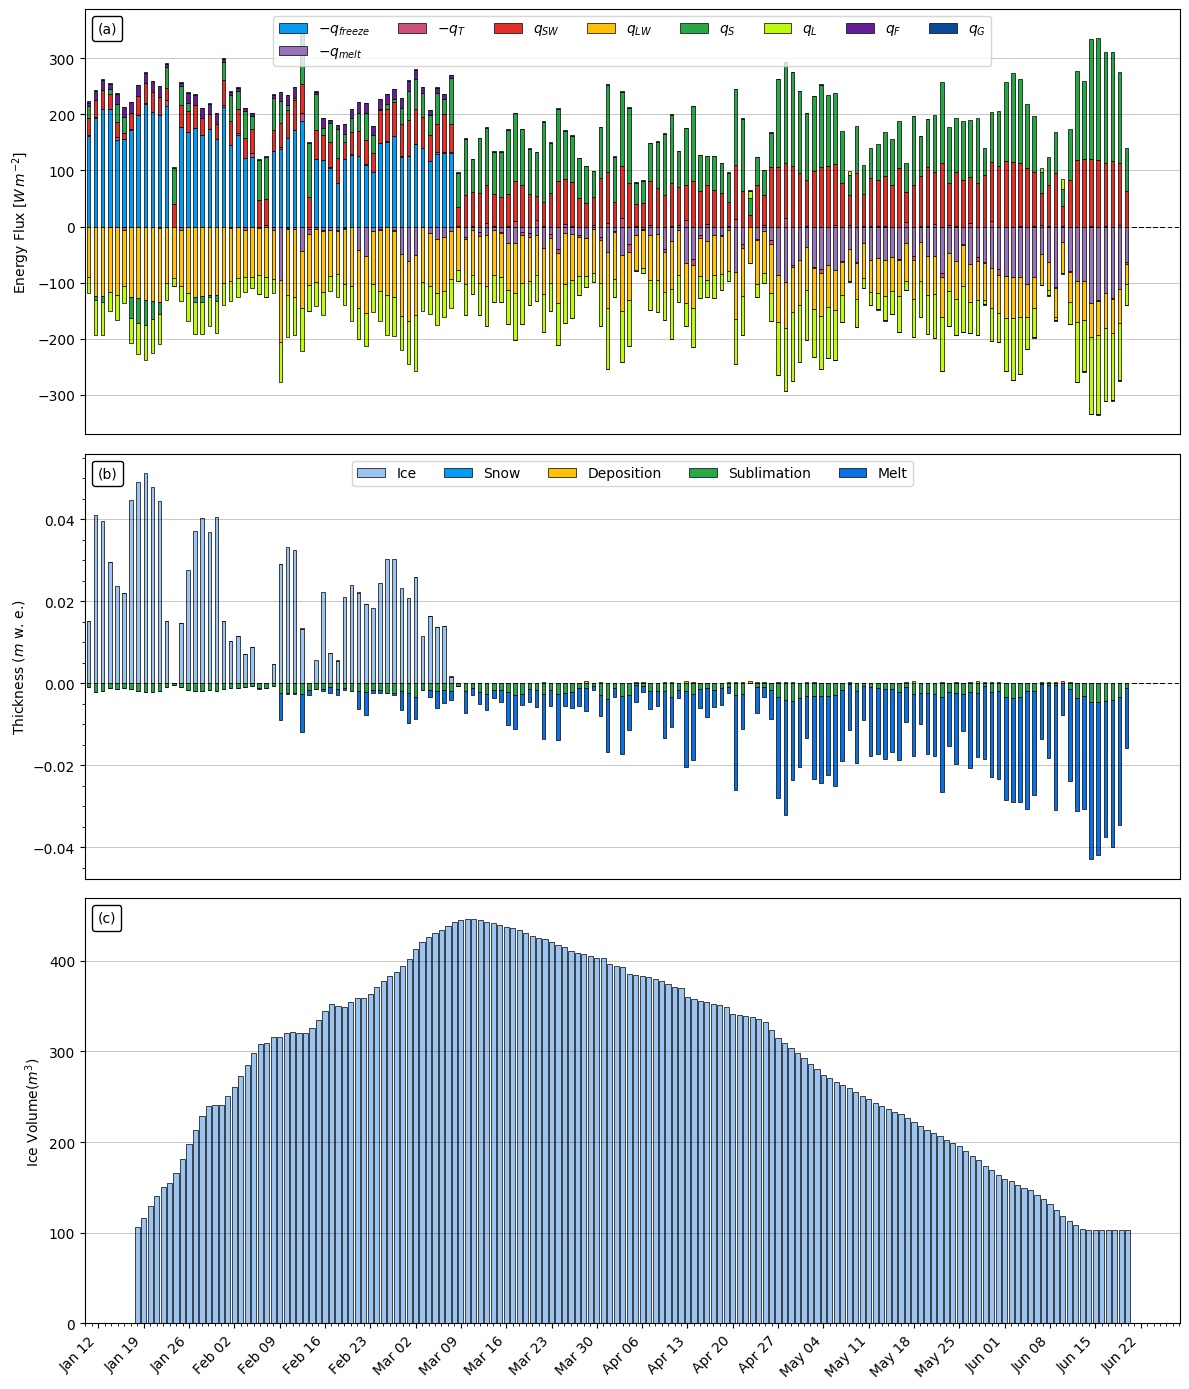 (a)
−q_freeze −q_T q_SW q_LW q_S q_L q_F q_G
−q_melt
Energy Flux [W m⁻²]
300
200
100
0
−100
−200
−300
(b)
Ice Snow Deposition Sublimation Melt
Thickness (m w. e.)
0.04
0.02
0.00
−0.02
−0.04
(c)
Ice Volume(m³)
400
300
200
100
0
Jan 12 Jan 19 Jan 26 Feb 02 Feb 09 Feb 16 Feb 23 Mar 02 Mar 09 Mar 16 Mar 23 Mar 30 Apr 06 Apr 13 Apr 20 Apr 27 May 04 May 11 May 18 May 25 Jun 01 Jun 08 Jun 15 Jun 22